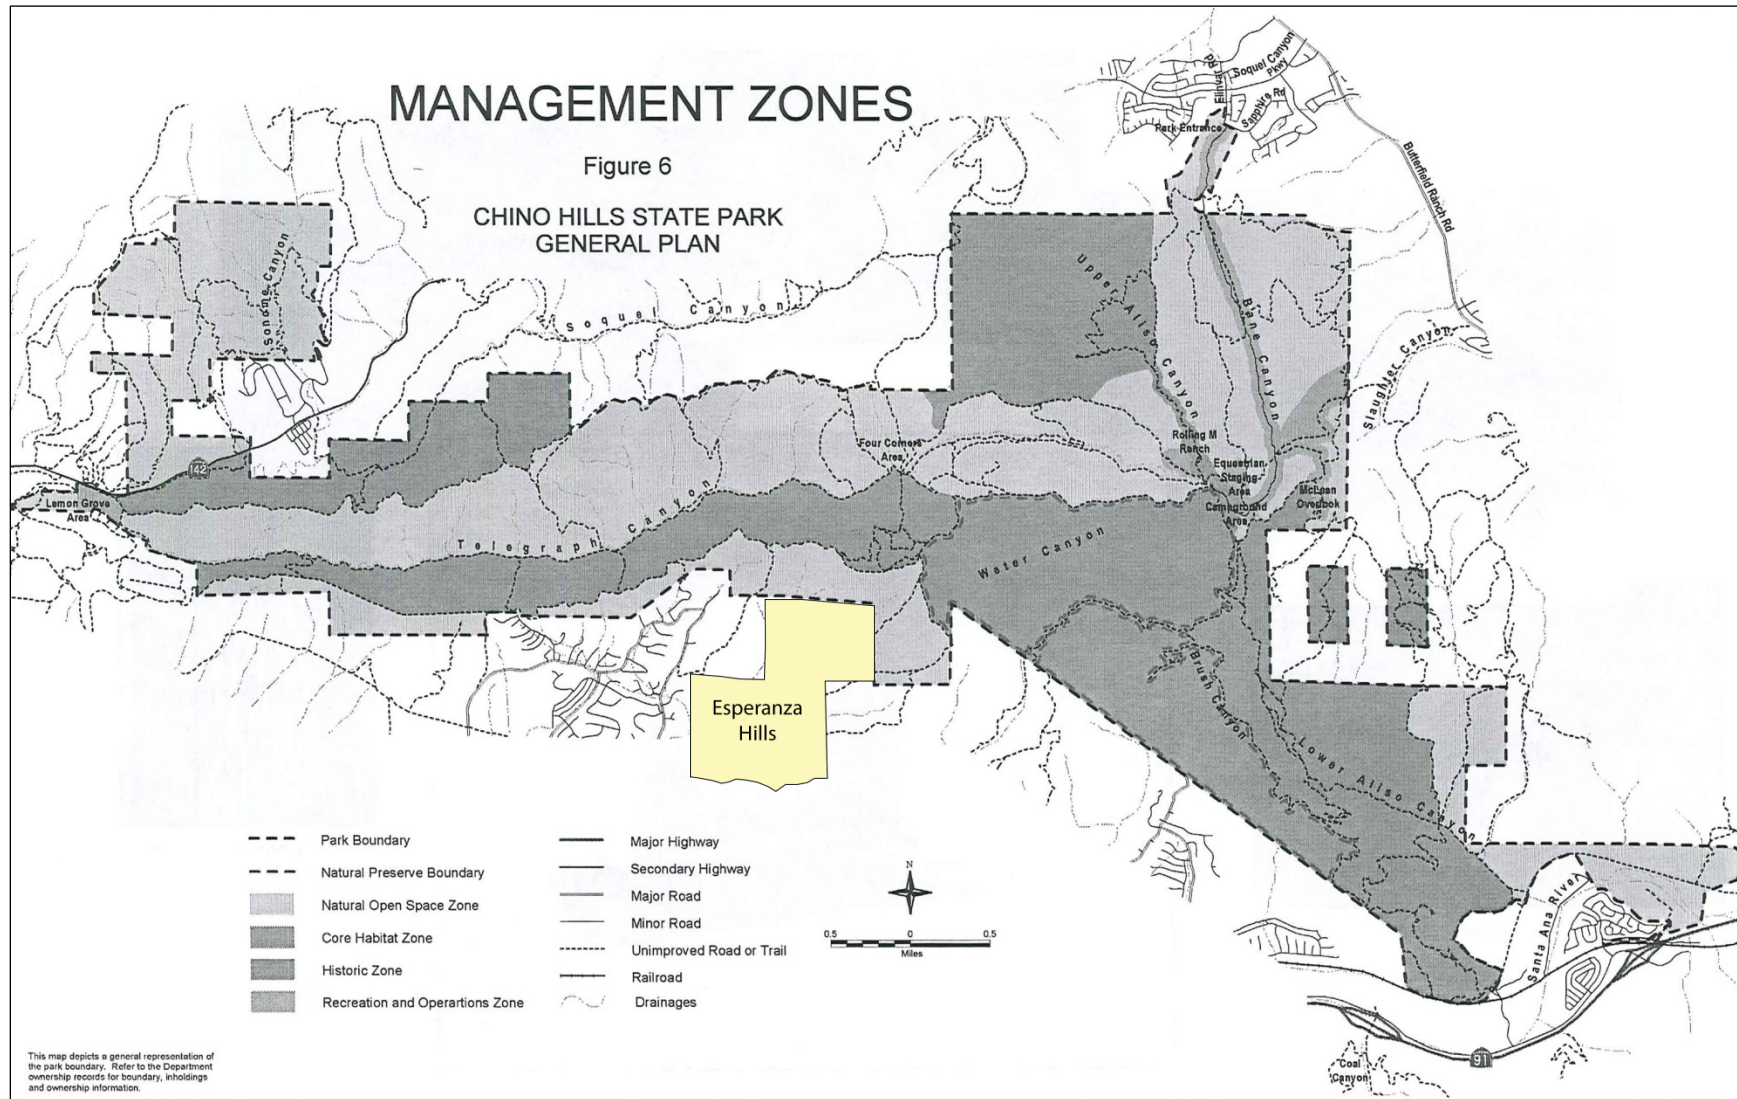 MANAGEMENT ZONES
Figure 6
CHINO HILLS STATE PARK
GENERAL PLAN
Elinvar Rd
Soquel Canyon
Pkwy
Sapphire Rd
Park Entrance
Butterfield Ranch Rd
Sonome Canyon
Soquel Canyon
Upper Aliso Canyon
Bane Canyon
Slaughter Canyon
142
Lemon Grove
Area
Four Corners
Area
Rolling M
Ranch
Equestrian
Staging
Area
Campground
Area
McLean
Overlook
Telegraph Canyon
Water Canyon
Brush Canyon
Lower Aliso Canyon
Esperanza
Hills
Santa Ana River
91
Coal
Canyon
Park Boundary
Natural Preserve Boundary
Natural Open Space Zone
Core Habitat Zone
Historic Zone
Recreation and Operartions Zone
Major Highway
Secondary Highway
Major Road
Minor Road
Unimproved Road or Trail
Railroad
Drainages
N
0.5 0 0.5
Miles
This map depicts a general representation of
the park boundary. Refer to the Department
ownership records for boundary, inholdings
and ownership information.